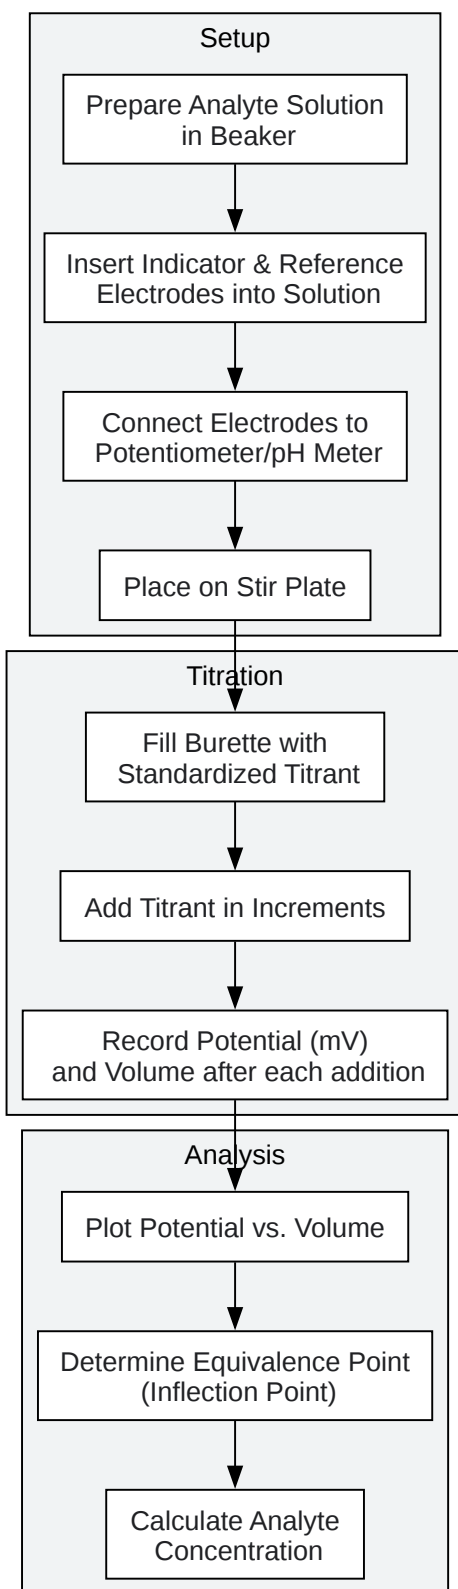 Setup
Prepare Analyte Solution
in Beaker
Insert Indicator & Reference
Electrodes into Solution
Connect Electrodes to
Potentiometer/pH Meter
Place on Stir Plate
Titration
Fill Burette with
Standardized Titrant
Add Titrant in Increments
Record Potential (mV)
and Volume after each addition
Analysis
Plot Potential vs. Volume
Determine Equivalence Point
(Inflection Point)
Calculate Analyte
Concentration